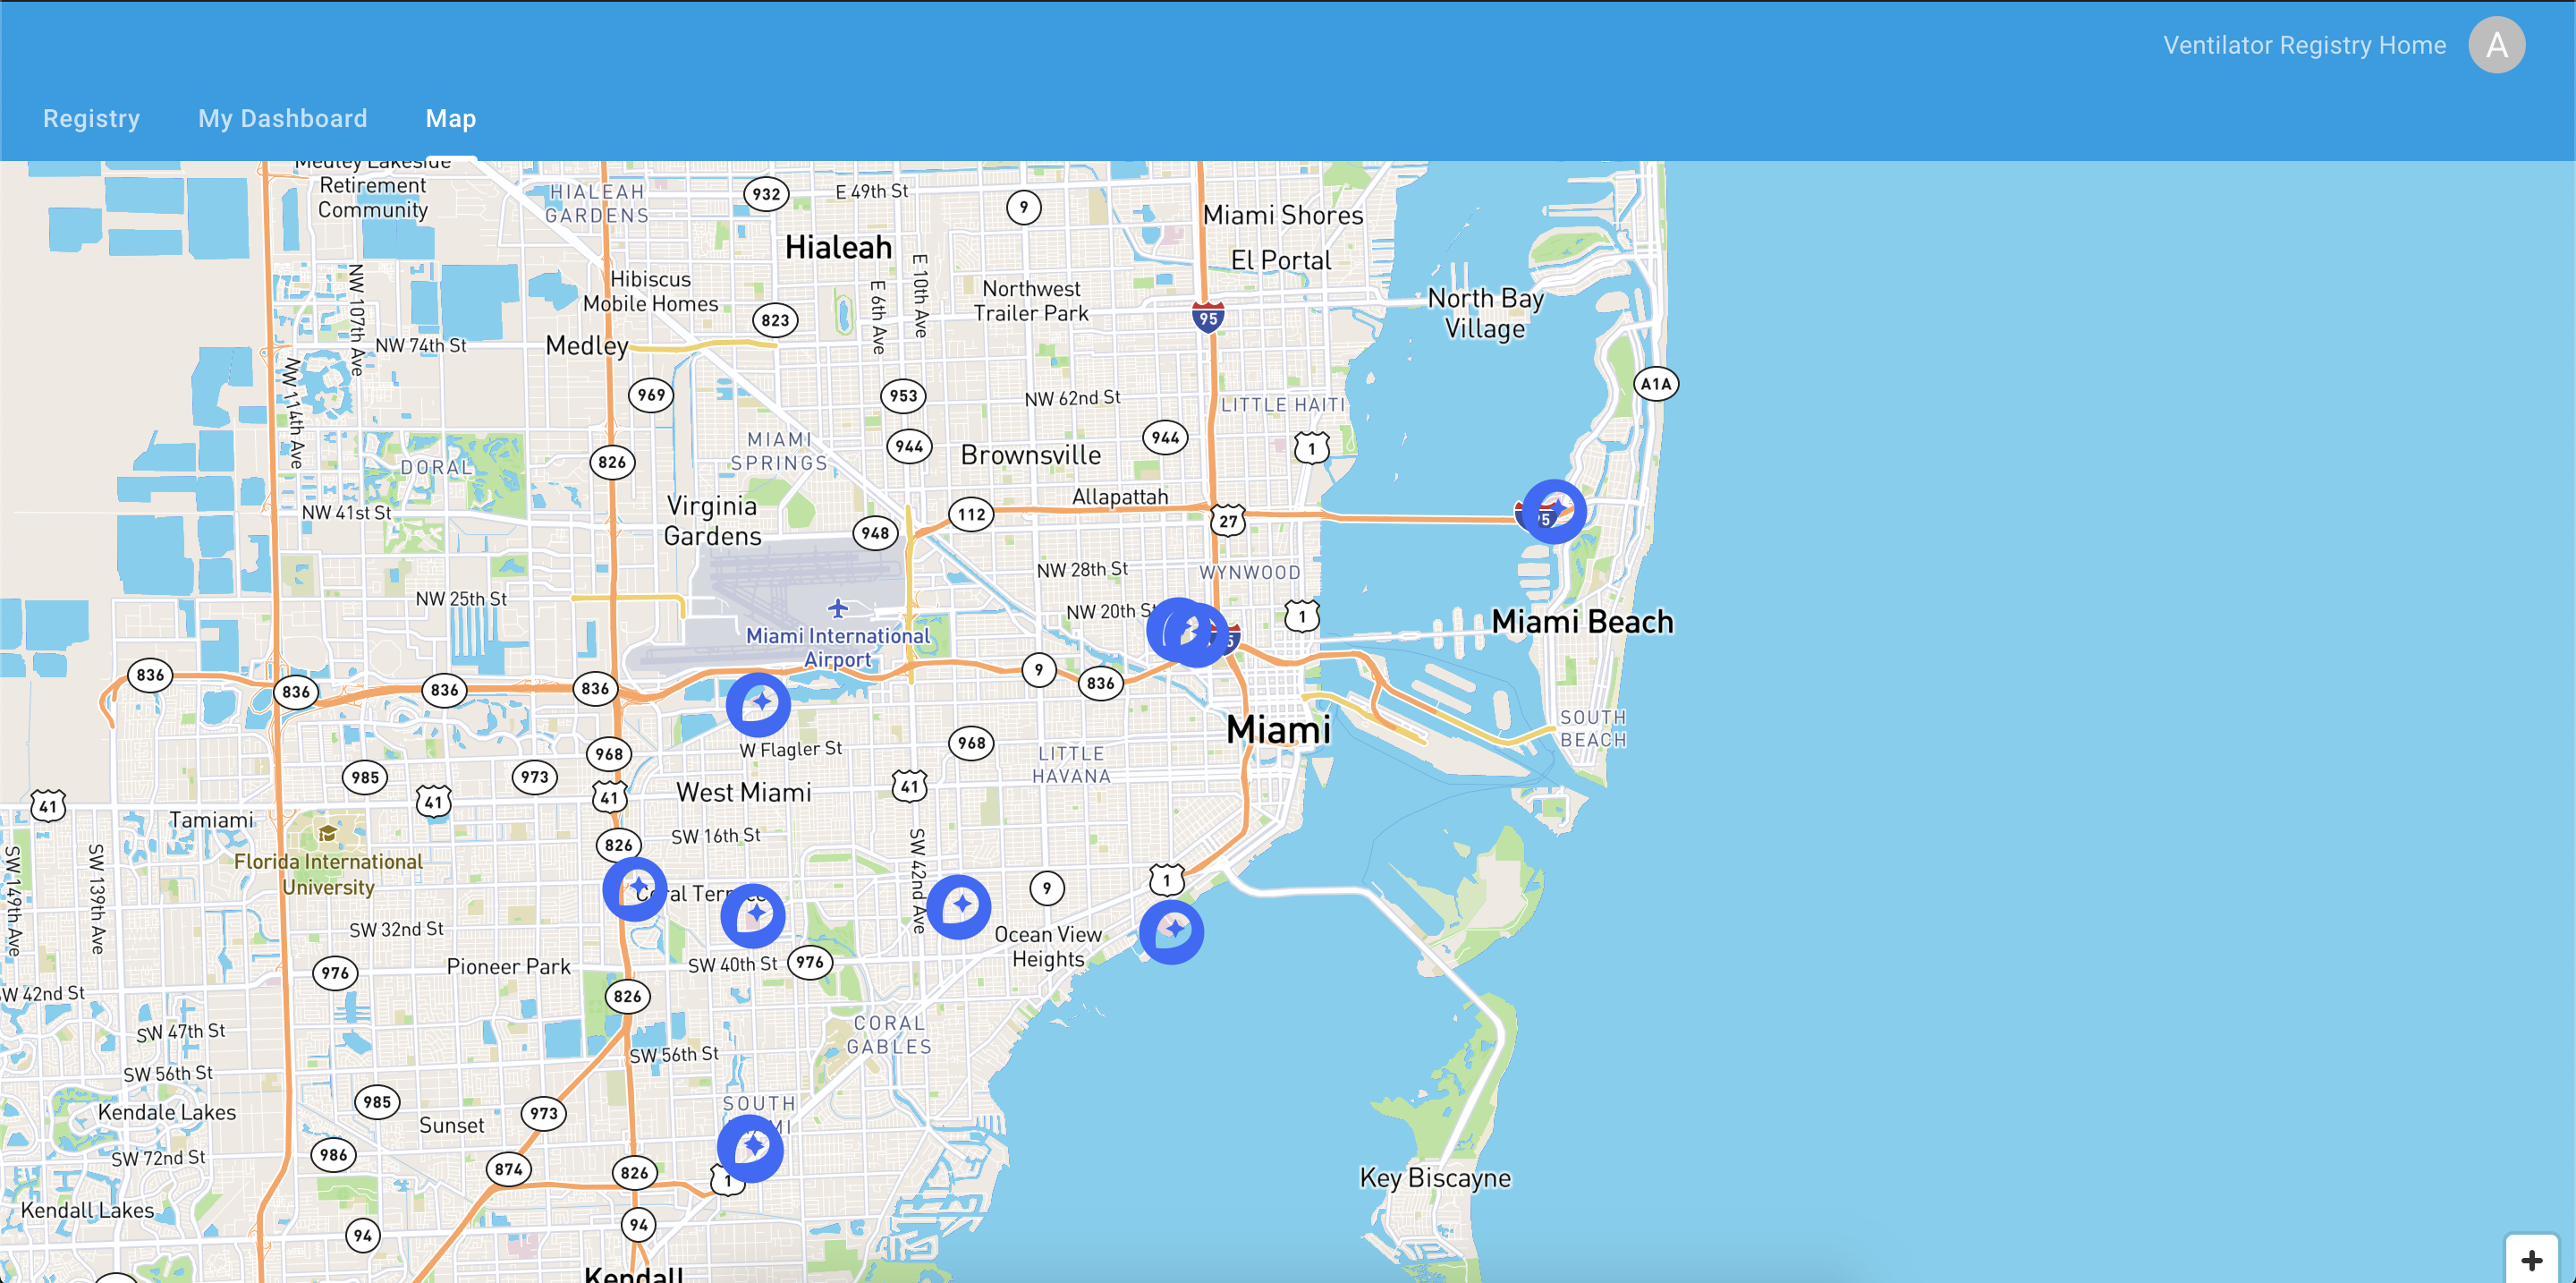 Ventilator Registry Home
A
Registry
My Dashboard
Map
Medley Lakeside
Retirement
Community
HIALEAH
GARDENS
932
E 49th St
9
Miami Shores
Hialeah
El Portal
NW 107th Ave
Hibiscus
Mobile Homes
E 6th Ave
E 10th Ave
Northwest
Trailer Park
North Bay
Village
823
95
NW 74th St
Medley
NW 114th Ave
969
953
NW 62nd St
LITTLE HAITI
A1A
MIAMI
SPRINGS
944
944
1
Brownsville
DORAL
826
Virginia
Gardens
Allapattah
NW 41st St
948
112
27
NW 28th St
WYNWOOD
NW 25th St
NW 20th St
1
Miami International
Airport
Miami Beach
836
836
836
836
9
836
W Flagler St
968
968
LITTLE
HAVANA
Miami
SOUTH
BEACH
985
973
41
41
41
41
West Miami
Tamiami
SW 16th St
826
SW 149th Ave
SW 139th Ave
Florida International
University
SW 42nd Ave
1
9
SW 32nd St
Ocean View
Heights
976
Pioneer Park
SW 40th St
976
SW 42nd St
826
SW 47th St
CORAL
GABLES
SW 56th St
SW 56th St
985
Kendale Lakes
Sunset
973
SOUTH
986
SW 72nd St
874
826
1
Key Biscayne
Kendall Lakes
94
94
Kendall
+